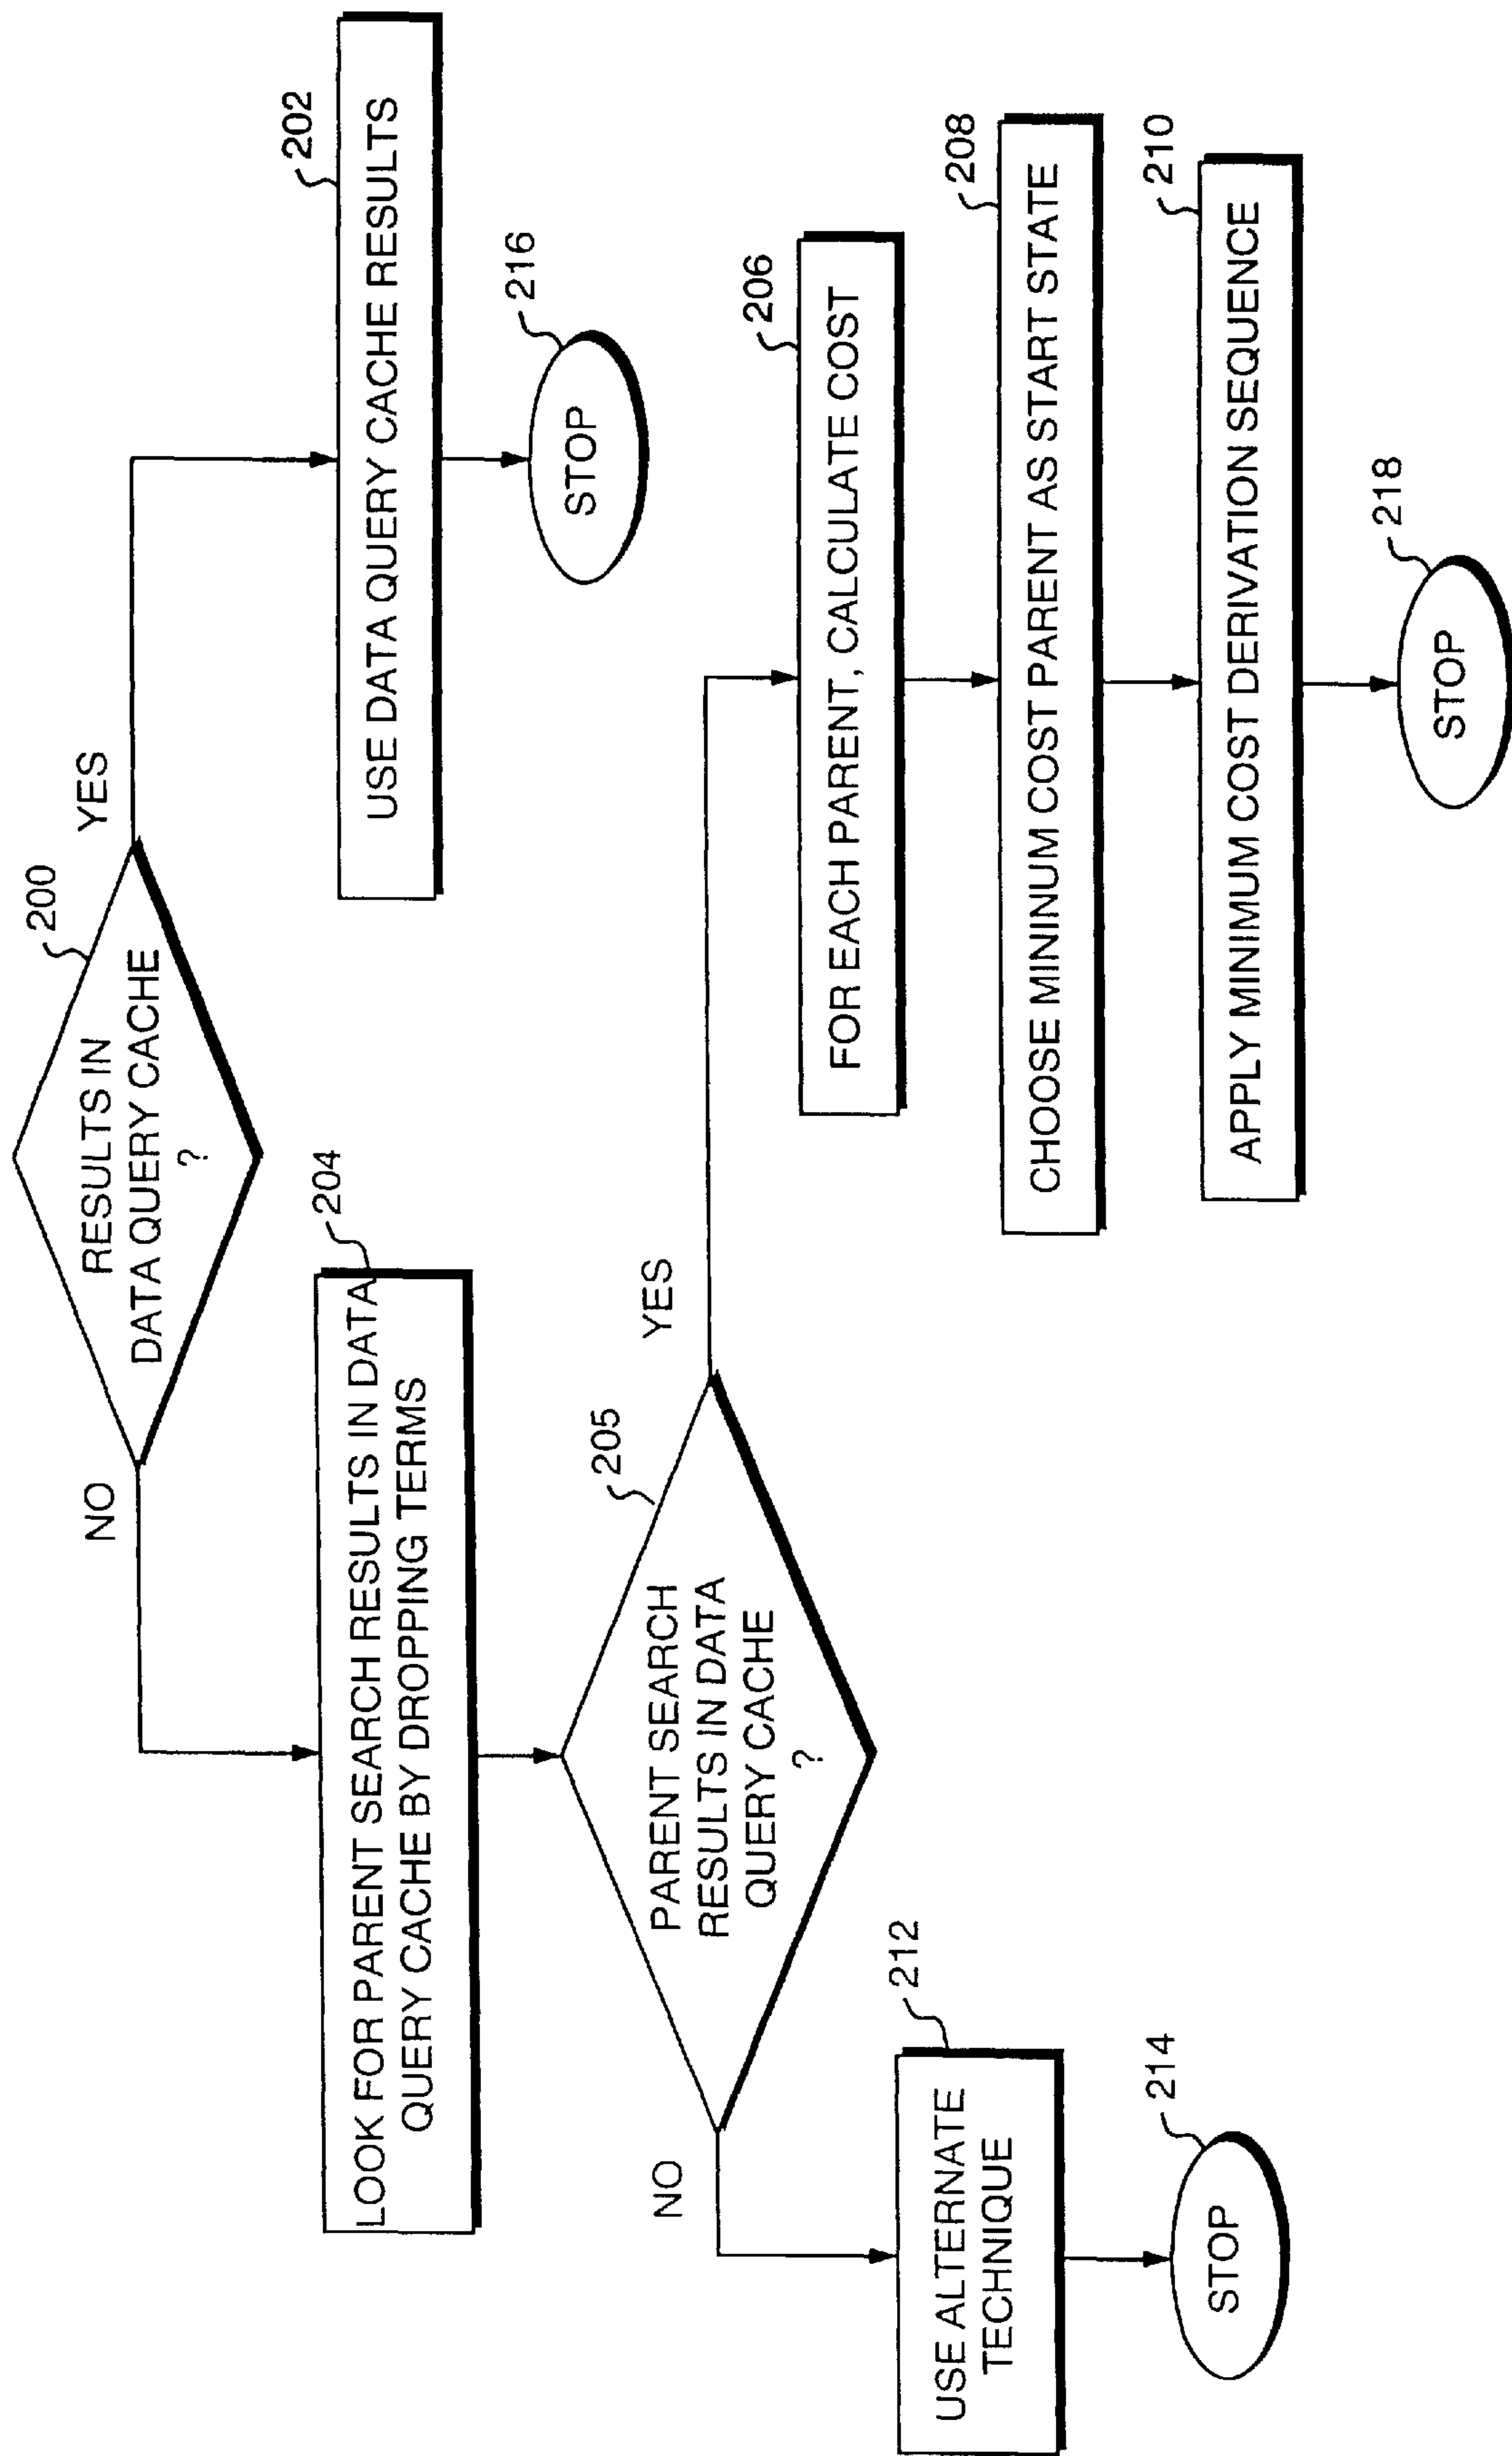 200
RESULTS IN
DATA QUERY CACHE
?
YES
NO
202
USE DATA QUERY CACHE RESULTS
216
STOP
204
LOOK FOR PARENT SEARCH RESULTS IN DATA
QUERY CACHE BY DROPPING TERMS
205
PARENT SEARCH
RESULTS IN DATA
QUERY CACHE
?
YES
NO
206
FOR EACH PARENT, CALCULATE COST
208
CHOOSE MININUM COST PARENT AS START STATE
210
APPLY MINIMUM COST DERIVATION SEQUENCE
218
STOP
212
USE ALTERNATE
TECHNIQUE
214
STOP